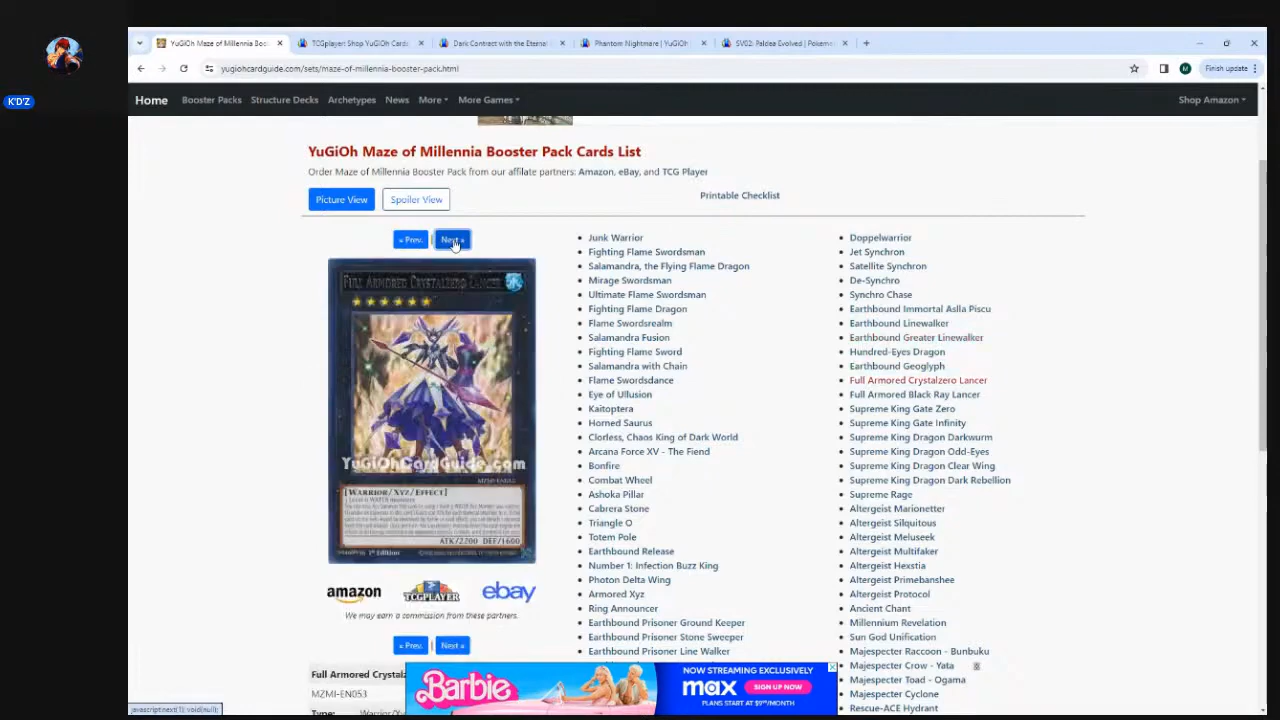 YuGiOh Maze of Millennia Boo
TCGplayer: Shop YuGiOh Cards
Dark Contract with the Eternal
Phantom Nightmare | YuGiOh
SV02: Paldea Evolved | Pokem
yugiohcardguide.com/sets/maze-of-millennia-booster-pack.html
M
Finish update
K'D'Z
Home
Booster Packs
Structure Decks
Archetypes
News
More
More Games
Shop Amazon
YuGiOh Maze of Millennia Booster Pack Cards List
Order Maze of Millennia Booster Pack from our affiliate partners: Amazon, eBay, and TCG Player
Picture View
Spoiler View
Printable Checklist
« Prev.
|
Next »
FULL ARMORED CRYSTALZERO LANCER
YuGiOhCardGuide.com
[WARRIOR/XYZ/EFFECT]
ATK/2200 DEF/1600
1st Edition
amazon
TCGPLAYER
ebay
We may earn a commission from these partners.
« Prev.
|
Next »
Full Armored Crystalz
MZMI-EN053
Junk Warrior
Fighting Flame Swordsman
Salamandra, the Flying Flame Dragon
Mirage Swordsman
Ultimate Flame Swordsman
Fighting Flame Dragon
Flame Swordsrealm
Salamandra Fusion
Fighting Flame Sword
Salamandra with Chain
Flame Swordsdance
Eye of Ullusion
Kaitoptera
Horned Saurus
Clorless, Chaos King of Dark World
Arcana Force XV - The Fiend
Bonfire
Combat Wheel
Ashoka Pillar
Cabrera Stone
Triangle O
Totem Pole
Earthbound Release
Number 1: Infection Buzz King
Photon Delta Wing
Armored Xyz
Ring Announcer
Earthbound Prisoner Ground Keeper
Earthbound Prisoner Stone Sweeper
Earthbound Prisoner Line Walker
Doppelwarrior
Jet Synchron
Satellite Synchron
De-Synchro
Synchro Chase
Earthbound Immortal Aslla Piscu
Earthbound Linewalker
Earthbound Greater Linewalker
Hundred-Eyes Dragon
Earthbound Geoglyph
Full Armored Crystalzero Lancer
Full Armored Black Ray Lancer
Supreme King Gate Zero
Supreme King Gate Infinity
Supreme King Dragon Darkwurm
Supreme King Dragon Odd-Eyes
Supreme King Dragon Clear Wing
Supreme King Dragon Dark Rebellion
Supreme Rage
Altergeist Marionetter
Altergeist Silquitous
Altergeist Meluseek
Altergeist Multifaker
Altergeist Hexstia
Altergeist Primebanshee
Altergeist Protocol
Ancient Chant
Millennium Revelation
Sun God Unification
Majespecter Raccoon - Bunbuku
Majespecter Crow - Yata
Majespecter Toad - Ogama
Majespecter Cyclone
Rescue-ACE Hydrant
Barbie
NOW STREAMING EXCLUSIVELY
max
SIGN UP NOW
PLANS START AT $9.99/MONTH
javascript:next(1); void(null);